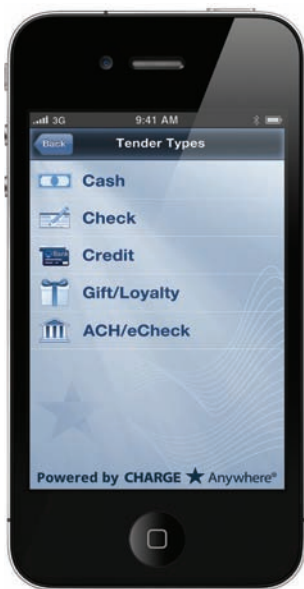 3G 9:41 AM
Back Tender Types
Cash
Check
Credit
Gift/Loyalty
ACH/eCheck
Powered by CHARGE ★ Anywhere®